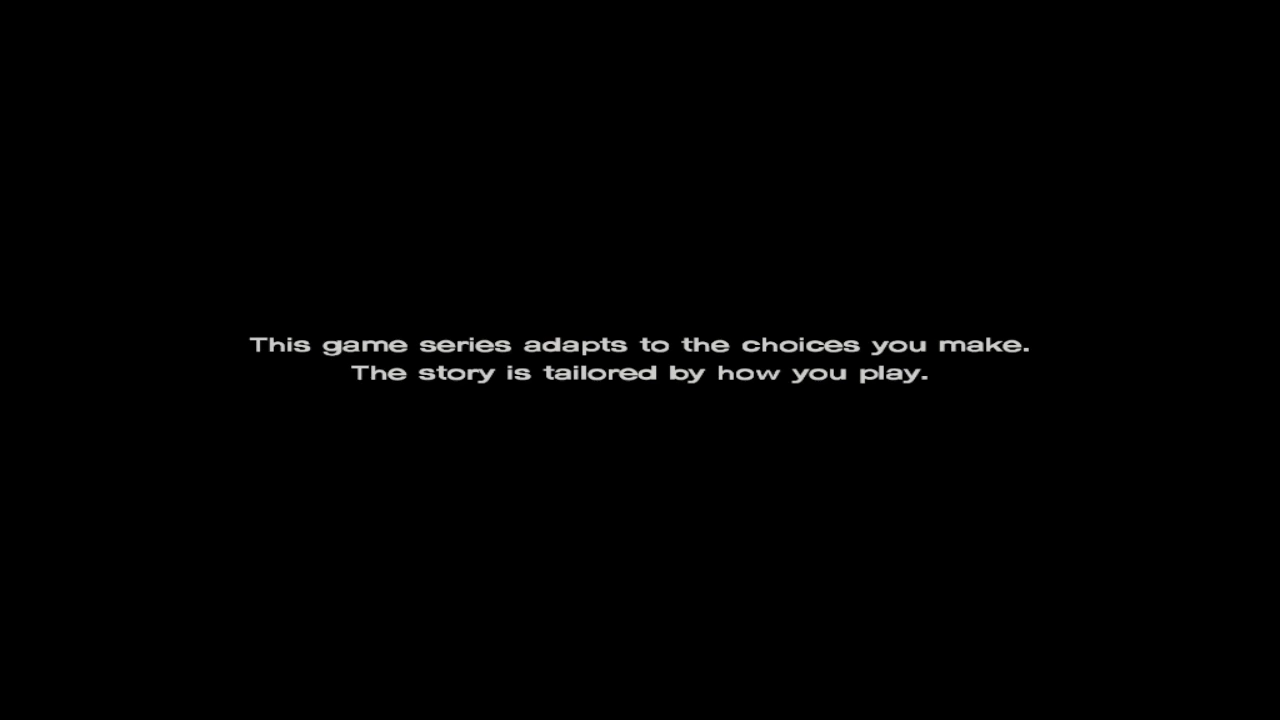 This game series adapts to the choices you make.
The story is tailored by how you play.